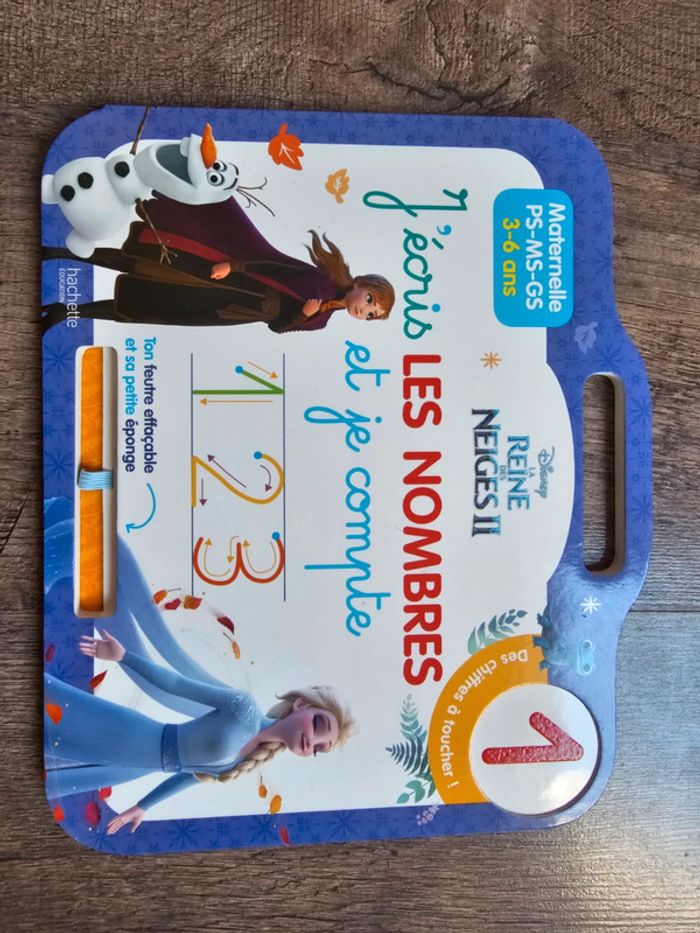 Maternelle
PS-MS-GS
3-6 ans
Disney
LA
REINE
DES
NEIGES II
Des chiffres à toucher !
1
J'écris LES NOMBRES
et je compte
1 2 3
Ton feutre effaçable
et sa petite éponge
hachette
ÉDUCATION